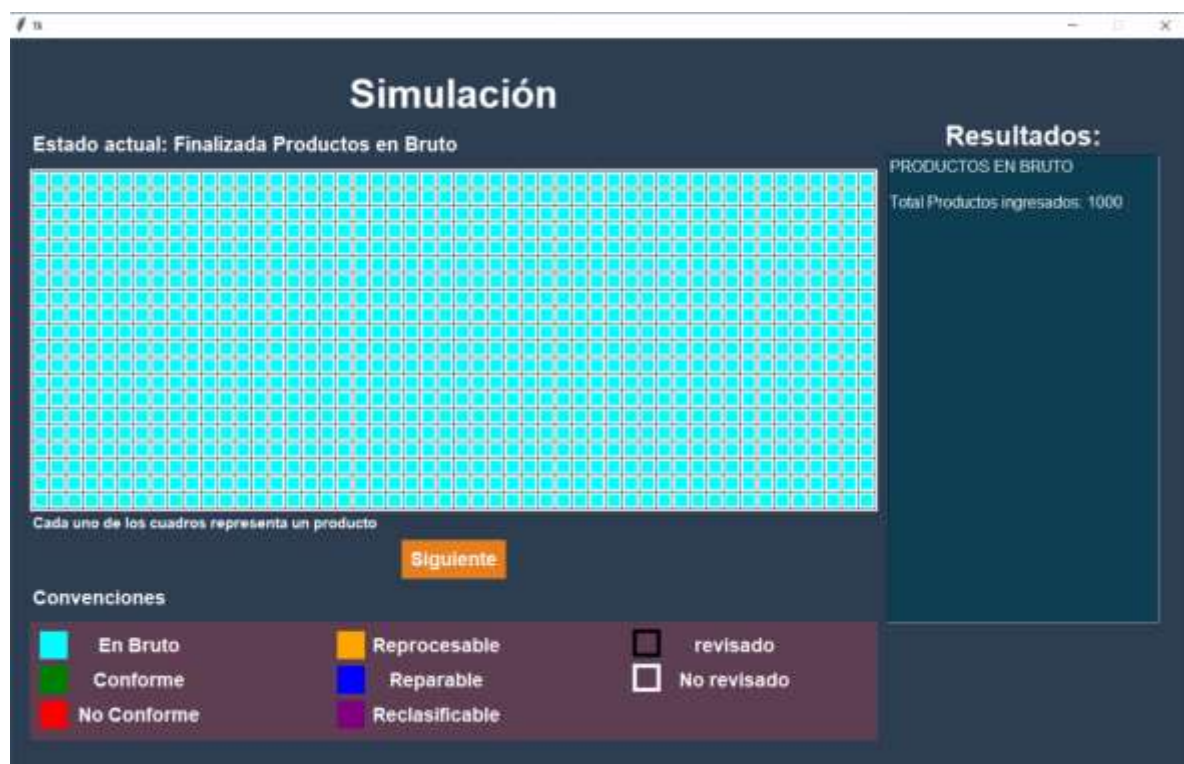 tk
Simulación
Estado actual: Finalizada Productos en Bruto
Resultados:
PRODUCTOS EN BRUTO
Total Productos ingresados: 1000
Cada uno de los cuadros representa un producto
Siguiente
Convenciones
En Bruto
Reprocesable
revisado
Conforme
Reparable
No revisado
No Conforme
Reclasificable